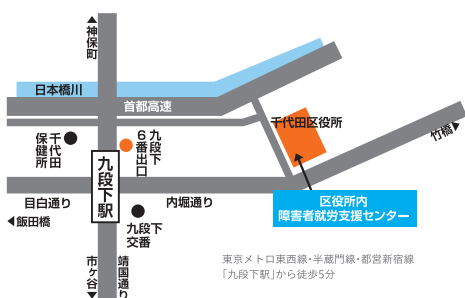 ▲神保町
日本橋川
首都高速
千代田区役所
竹橋▶
千代田
保健所
九段下
6番出口
九段下駅
目白通り
内堀通り
◀飯田橋
九段下
交番
区役所内
障害者就労支援センター
市ヶ谷▼
靖国通り
東京メトロ東西線・半蔵門線・都営新宿線
「九段下駅」から徒歩5分